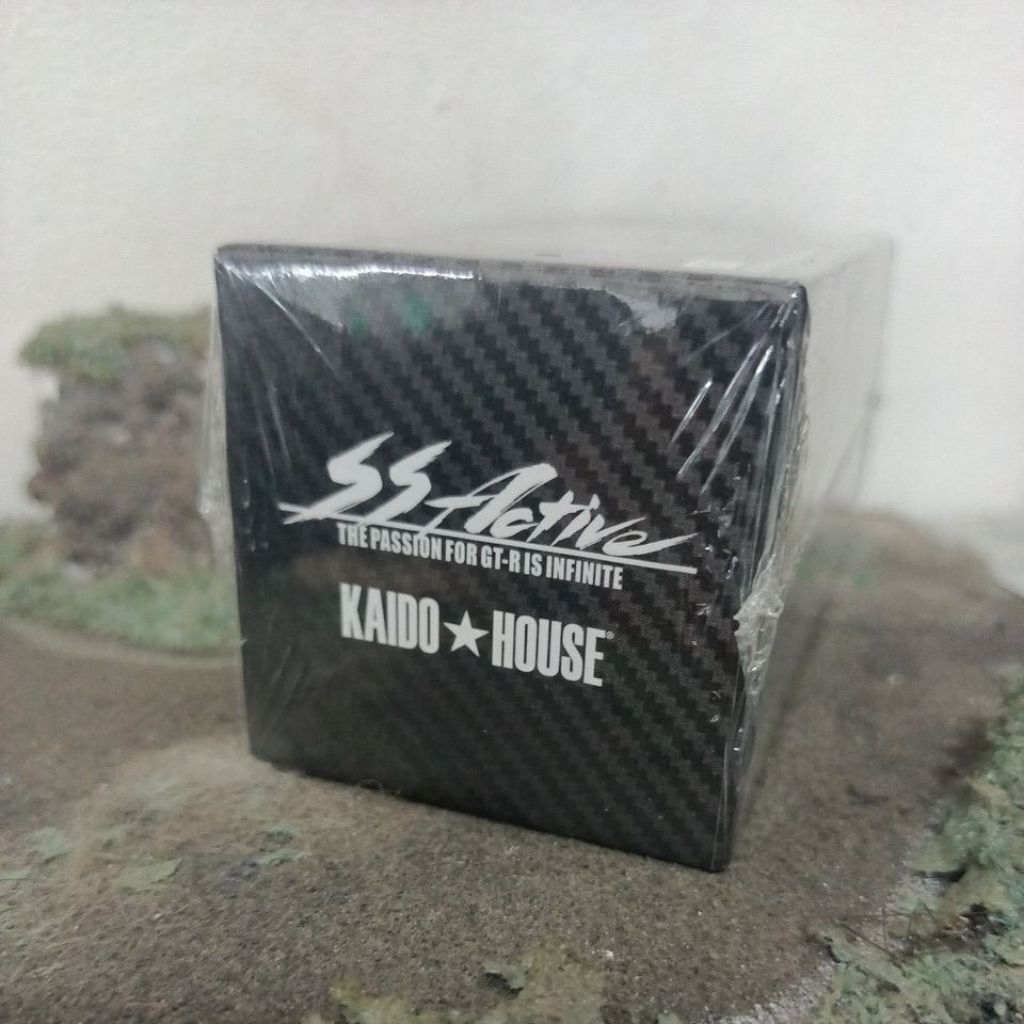 SS Active
THE PASSION FOR GT-R IS INFINITE
KAIDO★HOUSE®